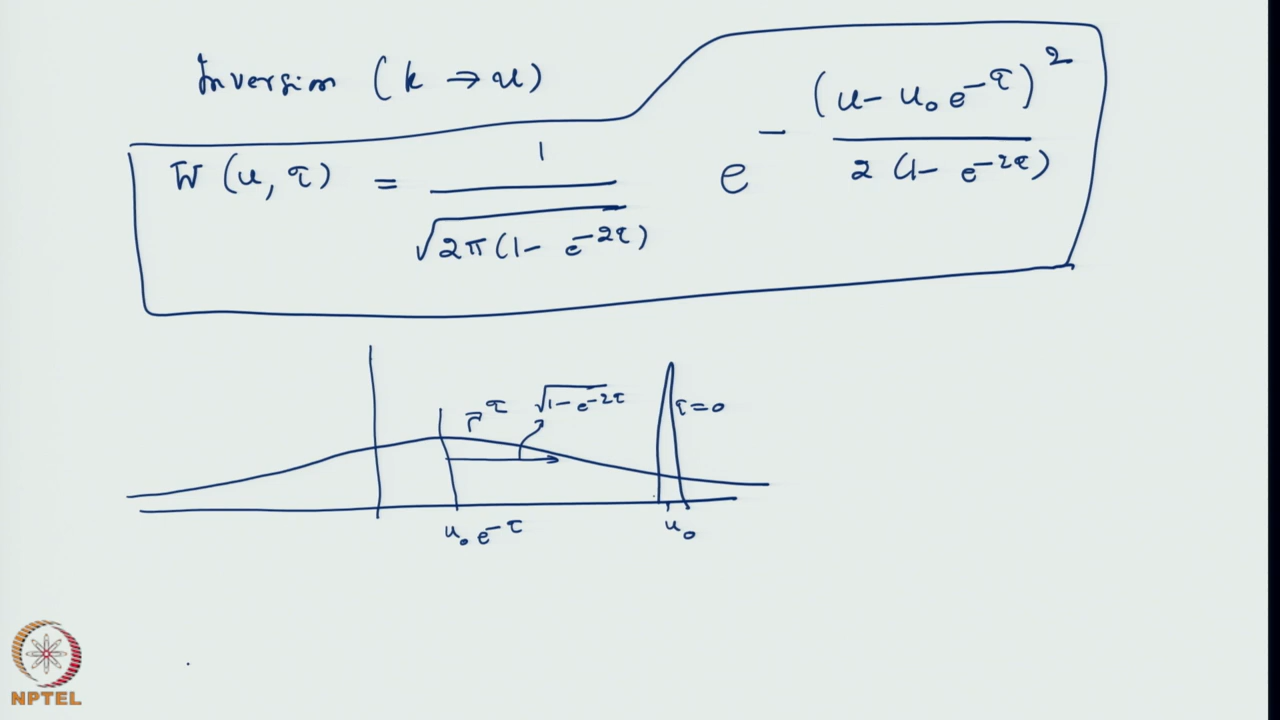 Inversion (k → u)
W (u, τ) = 1 / √2π(1- e^-2τ) e^- (u- u₀ e^-τ)² / 2 (1- e^-2τ)
τ √1-e^-2τ τ=0
u₀ e^-τ u₀
NPTEL